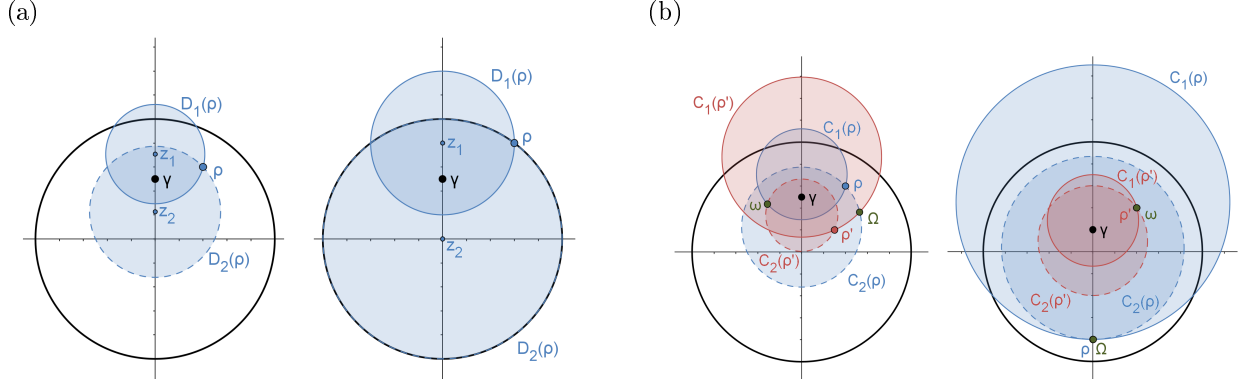 (a)
(b)
D₁(ρ)
z₁
ρ
γ
z₂
D₂(ρ)
D₁(ρ)
ρ
z₁
γ
z₂
D₂(ρ)
C₁(ρ')
C₁(ρ)
ρ
γ
ω
Ω
ρ'
C₂(ρ')
C₂(ρ)
C₁(ρ)
C₁(ρ')
ρ' ω
γ
C₂(ρ') C₂(ρ)
ρ Ω